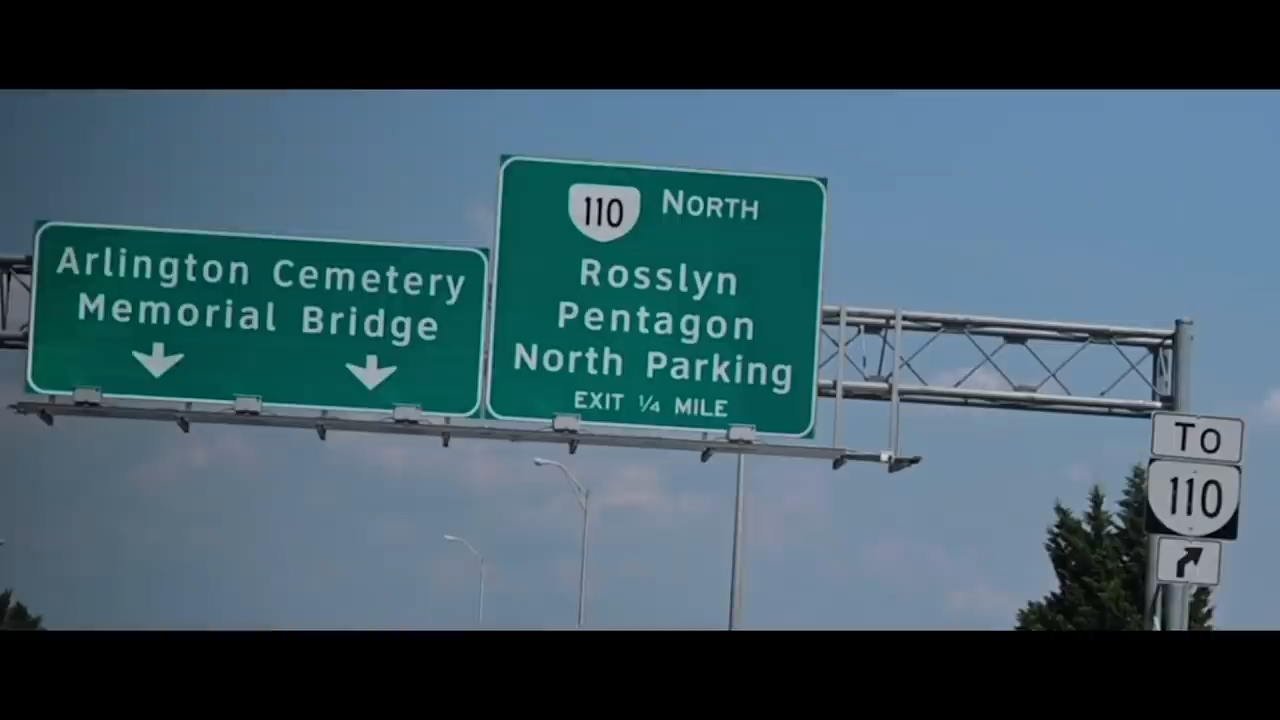 Arlington Cemetery
Memorial Bridge
110 NORTH
Rosslyn
Pentagon
North Parking
EXIT ¼ MILE
TO
110